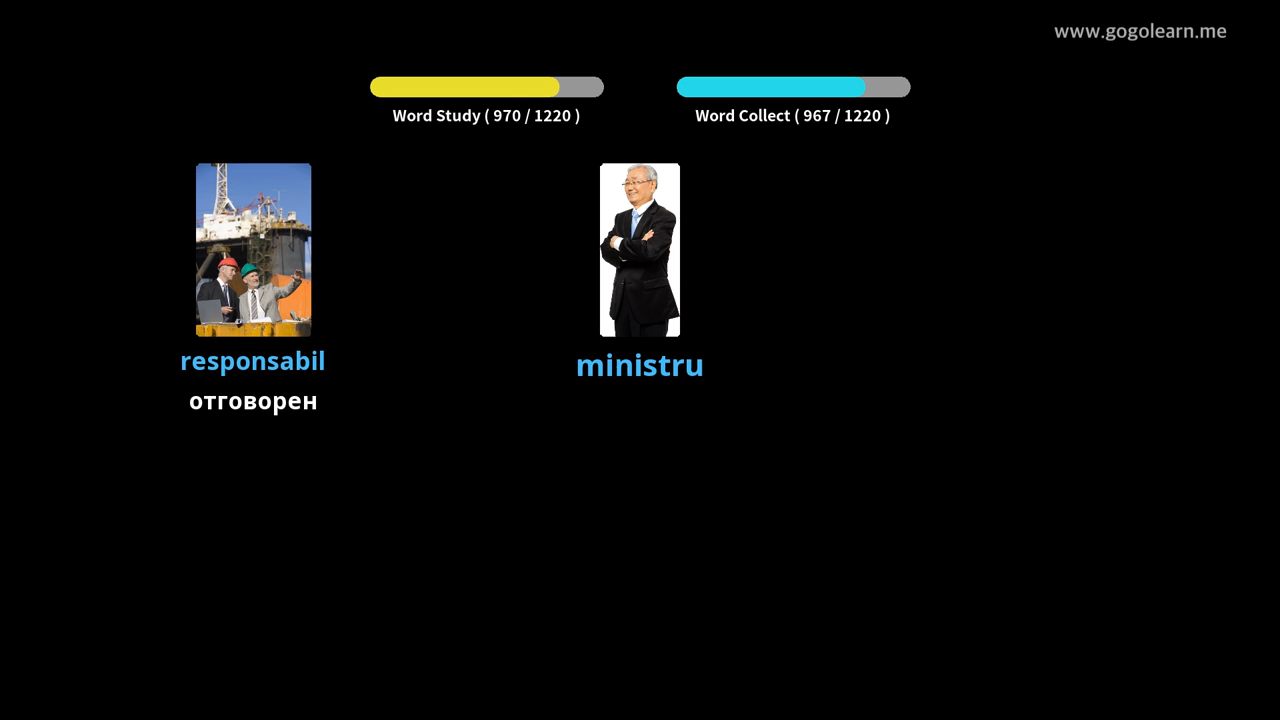 www.gogolearn.me
Word Study ( 970 / 1220 )
Word Collect ( 967 / 1220 )
responsabil
ministru
отговорен